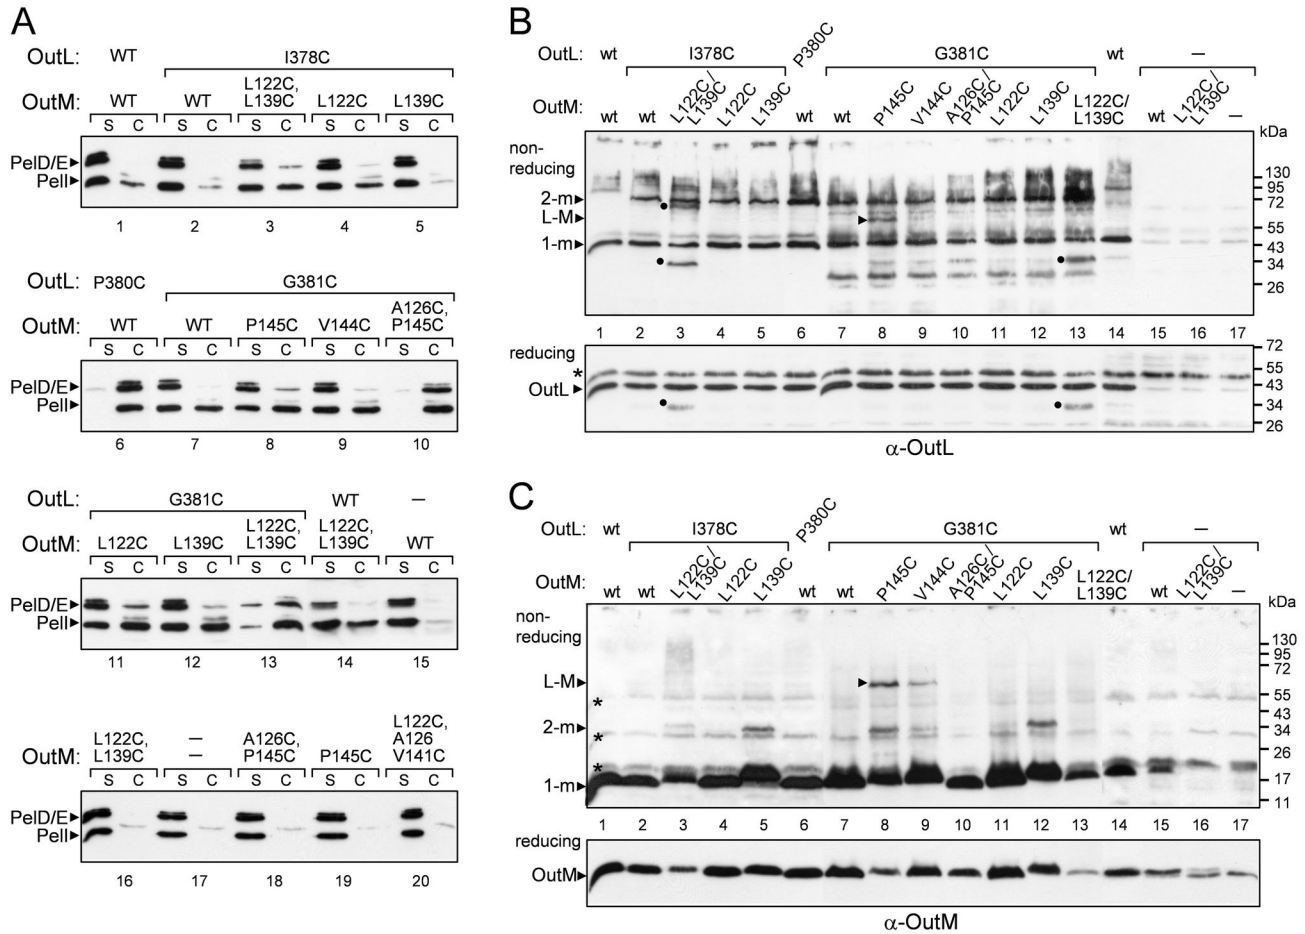 A
OutL: WT I378C
OutM: WT WT L122C, L139C L122C L139C
S C S C S C S C S C
PelD/E
PelI
1 2 3 4 5
OutL: P380C G381C
OutM: WT WT P145C V144C A126C, P145C
S C S C S C S C S C
PelD/E
PelI
6 7 8 9 10
OutL: G381C WT –
OutM: L122C L139C L122C, L139C L122C, L139C WT
S C S C S C S C S C
PelD/E
PelI
11 12 13 14 15
OutM: L122C, L139C – – A126C, P145C P145C L122C, A126 V141C
S C S C S C S C S C
PelD/E
PelI
16 17 18 19 20
B
OutL: wt I378C P380C G381C wt –
OutM: wt wt L122C/L139C L122C L139C wt wt P145C V144C A126C/P145C L122C L139C L122C/L139C wt L122C/L139C –
kDa
non-reducing
2-m
L-M
1-m
130
95
72
55
43
34
26
1 2 3 4 5 6 7 8 9 10 11 12 13 14 15 16 17
reducing
*
OutL
72
55
43
34
26
α-OutL
C
OutL: wt I378C P380C G381C wt –
OutM: wt wt L122C/L139C L122C L139C wt wt P145C V144C A126C/P145C L122C L139C L122C/L139C wt L122C/L139C –
kDa
non-reducing
L-M
*
2-m
*
*
1-m
130
95
72
55
43
34
26
17
11
1 2 3 4 5 6 7 8 9 10 11 12 13 14 15 16 17
reducing
OutM
α-OutM